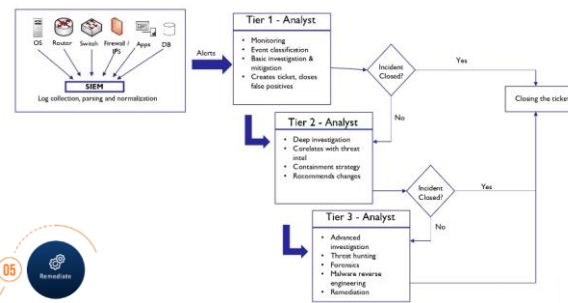 OS
Router
Switch
Firewall /
IPS
Apps
DB
SIEM
Log collection, parsing and normalization
Alerts
Tier 1 - Analyst
• Monitoring
• Event classification
• Basic investigation &
mitigation
• Creates ticket, closes
false positives
Incident
Closed?
Yes
No
Closing the ticket
Tier 2 - Analyst
• Deep investigation
• Corelates with threat
intel
• Containment strategy
• Recommends changes
Incident
Closed?
Yes
No
Tier 3 - Analyst
• Advanced
investigation
• Threat hunting
• Forensics
• Malware reverse
engineering
• Remediation
05
Remediate